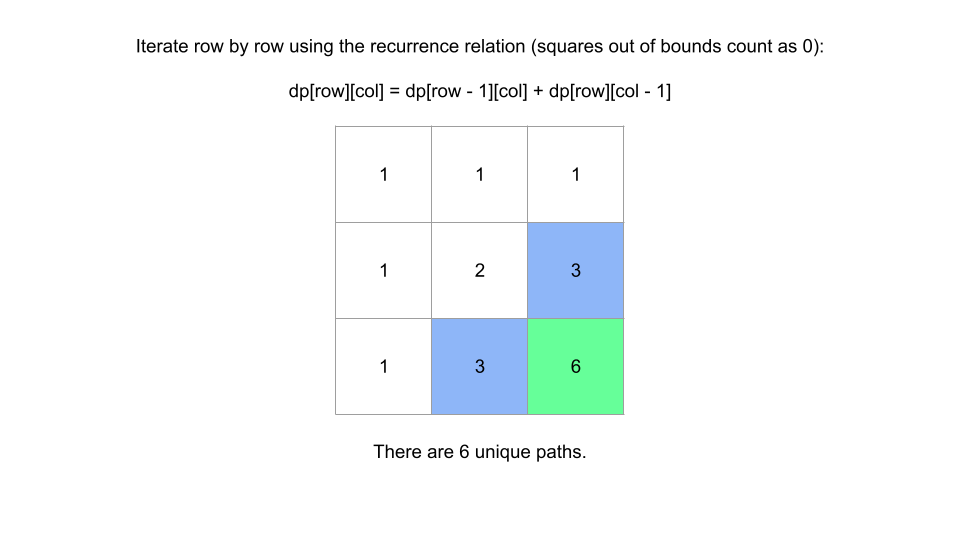 Iterate row by row using the recurrence relation (squares out of bounds count as 0):
dp[row][col] = dp[row - 1][col] + dp[row][col - 1]
1 1 1
1 2 3
1 3 6
There are 6 unique paths.